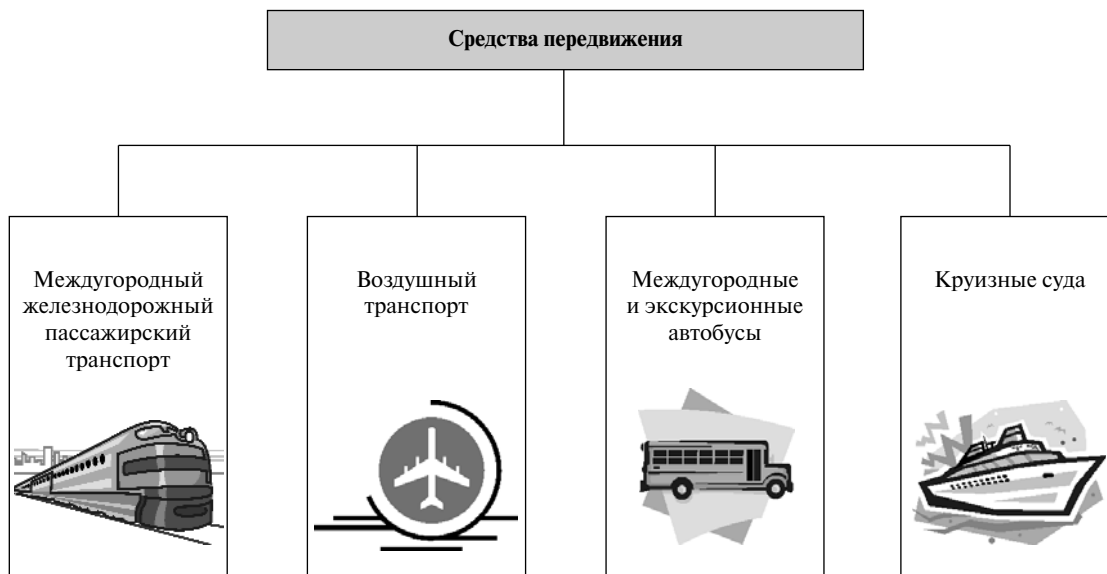 Средства передвижения
Междугородный
железнодорожный
пассажирский
транспорт
Воздушный
транспорт
Междугородные
и экскурсионные
автобусы
Круизные суда